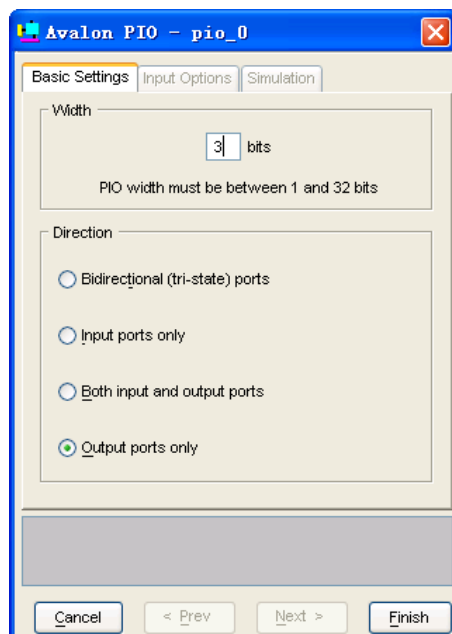 Avalon PIO - pio_0
Basic Settings Input Options Simulation
Width
3 bits
PIO width must be between 1 and 32 bits
Direction
Bidirectional (tri-state) ports
Input ports only
Both input and output ports
Output ports only
Cancel < Prev Next > Finish